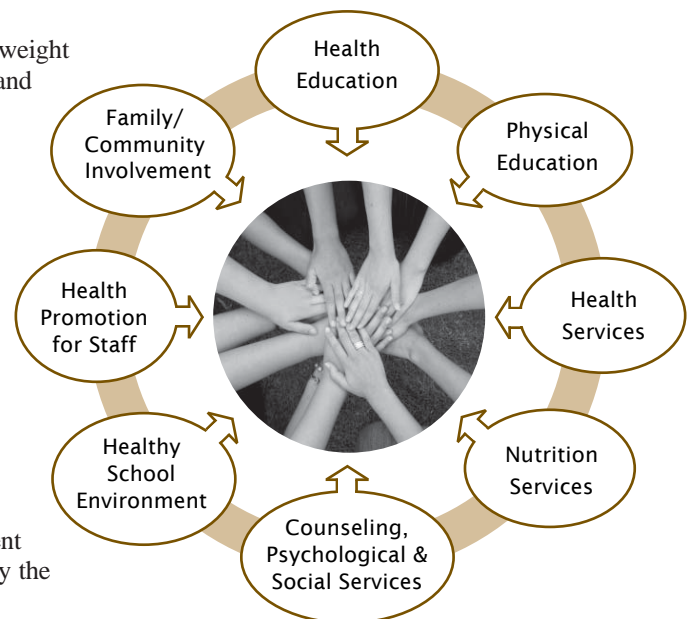 weight
and
Health
Education
Physical
Education
Health
Services
Nutrition
Services
Counseling,
Psychological &
Social Services
Healthy
School
Environment
Health
Promotion
for Staff
Family/
Community
Involvement
ent
y the